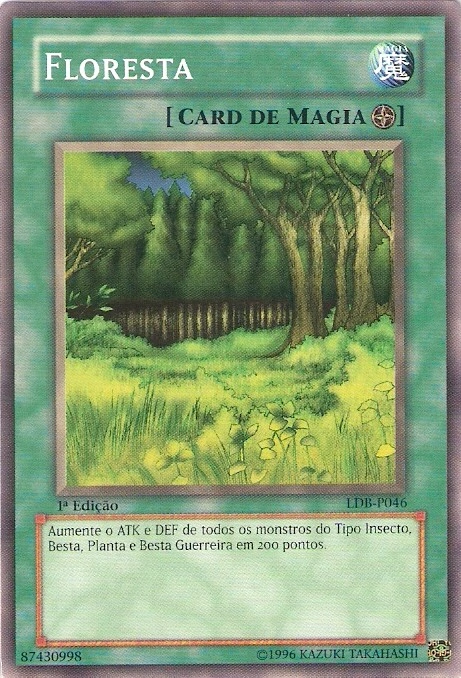 FLORESTA
MAGIA
魔
[CARD DE MAGIA]
1ª Edição
LDB-P046
Aumente o ATK e DEF de todos os monstros do Tipo Insecto,
Besta, Planta e Besta Guerreira em 200 pontos.
87430998
©1996 KAZUKI TAKAHASHI